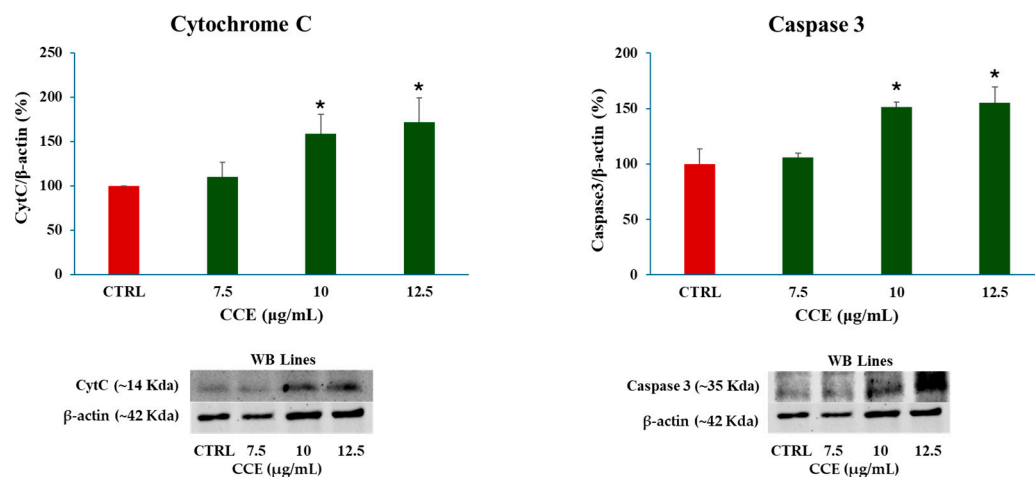 Cytochrome C
250
200
150
100
50
0
CytC/β-actin (%)
*
*
CTRL 7.5 10 12.5
CCE (µg/mL)
WB Lines
CytC (~14 Kda)
β-actin (~42 Kda)
CTRL 7.5 10 12.5
CCE (µg/mL)
Caspase 3
200
150
100
50
0
Caspase3/β-actin (%)
*
*
CTRL 7.5 10 12.5
CCE (µg/mL)
WB Lines
Caspase 3 (~35 Kda)
β-actin (~42 Kda)
CTRL 7.5 10 12.5
CCE (µg/mL)